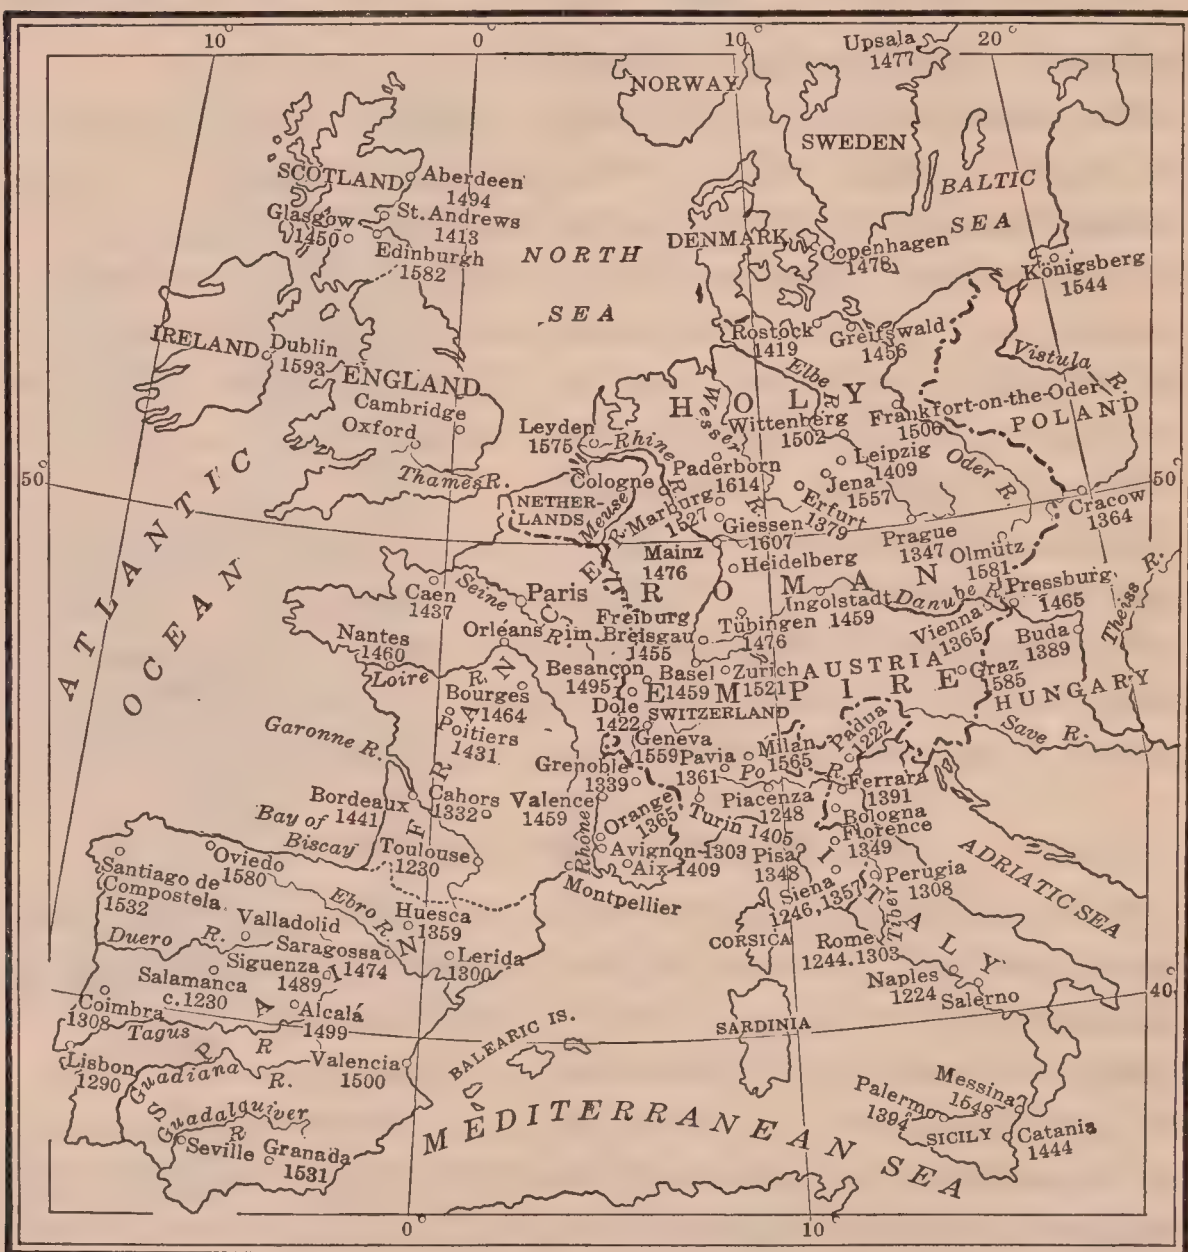 10°
0°
10°
20°
Upsala
1477
NORWAY
SWEDEN
BALTIC
SEA
SCOTLAND
Aberdeen
1494
Glasgow
1450
St. Andrews
1413
Edinburgh
1582
NORTH
SEA
DENMARK
Copenhagen
1478
Königsberg
1544
IRELAND
Dublin
1593
ENGLAND
Cambridge
Oxford
Thames R.
Rostock
1419
Greifswald
1456
Vistula R.
Elbe R.
Wesser R.
HOLY
Wittenberg
1502
Frankfort-on-the-Oder
1506
POLAND
Leyden
1575
Rhine R.
Paderborn
1614
Leipzig
1409
Jena
1557
Oder R.
50°
50°
Cologne
NETHER-
LANDS
Meuse R.
Marburg
1527
Erfurt
1379
Giessen
1607
Cracow
1364
Prague
1347
Olmütz
1581
Mainz
1476
Heidelberg
ROMAN
ATLANTIC
OCEAN
Caen
1437
Seine R.
Paris
Ingolstadt
1459
Danube R.
Pressburg
1465
Theiss R.
Freiburg
im. Breisgau
1455
Tübingen
1476
Vienna
1365
Buda
1389
Nantes
1460
Orléans
Loire R.
Besançon
1495
Basel
1459
Zurich
1521
AUSTRIA
Graz
1585
HUNGARY
EMPIRE
Bourges
1464
Dole
1422
SWITZERLAND
Poitiers
1431
FRANCE
Geneva
1559
Pavia
1361
Milan
1565
Padua
1222
Save R.
Garonne R.
Grenoble
1339
Po R.
Ferrara
1391
Bordeaux
1441
Cahors
1332
Valence
1459
Orange
1365
Turin 1405
Piacenza
1248
Bologna
Florence
1349
Bay of
Biscay
Toulouse
1230
Rhône
Avignon-1303
Aix-1409
Pisa
1348
ADRIATIC SEA
Santiago de
Compostela
1532
Oviedo
1580
Montpellier
Siena
1246, 1357
Perugia
1308
ITALY
Tiber
Ebro R.
Huesca
1359
Valladolid
CORSICA
Rome
1244.1303
Duero R.
Saragossa
1474
Lerida
1300
Siguenza
1489
Salamanca
c. 1230
Naples
1224
Salerno
Coimbra
1308
Alcalá
1499
SPAIN
40°
Tagus R
SARDINIA
BALEARIC IS.
Lisbon
1290
Guadiana R.
Valencia
1500
Guadalquiver R
Seville
Granada
1531
MEDITERRANEAN SEA
Messina
1548
Palermo
1394
SICILY
Catania
1444
0°
10°